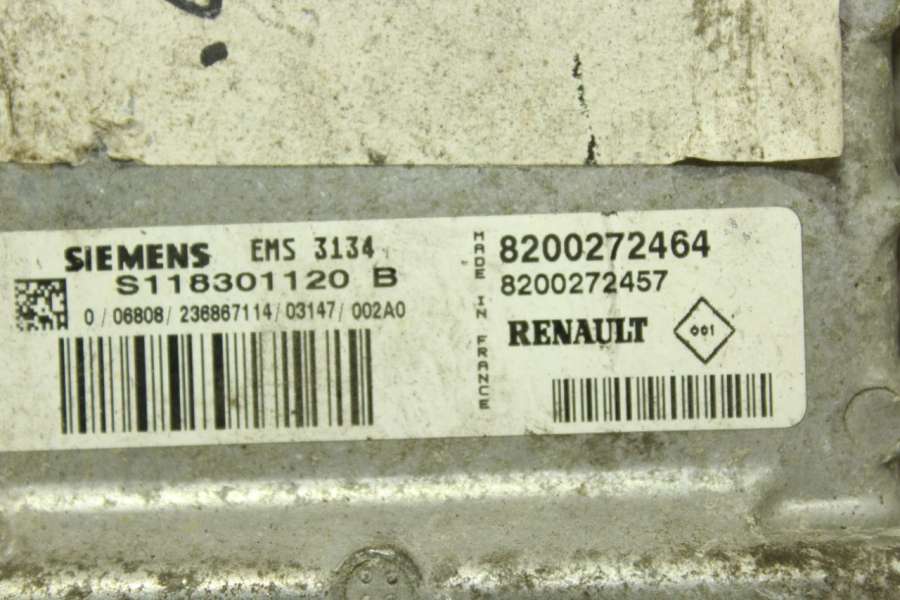 SIEMENS EMS 3134
S118301120 B
0 / 06808 / 236867114 / 03147 / 002A0
MADE IN FRANCE
8200272464
8200272457
RENAULT 001